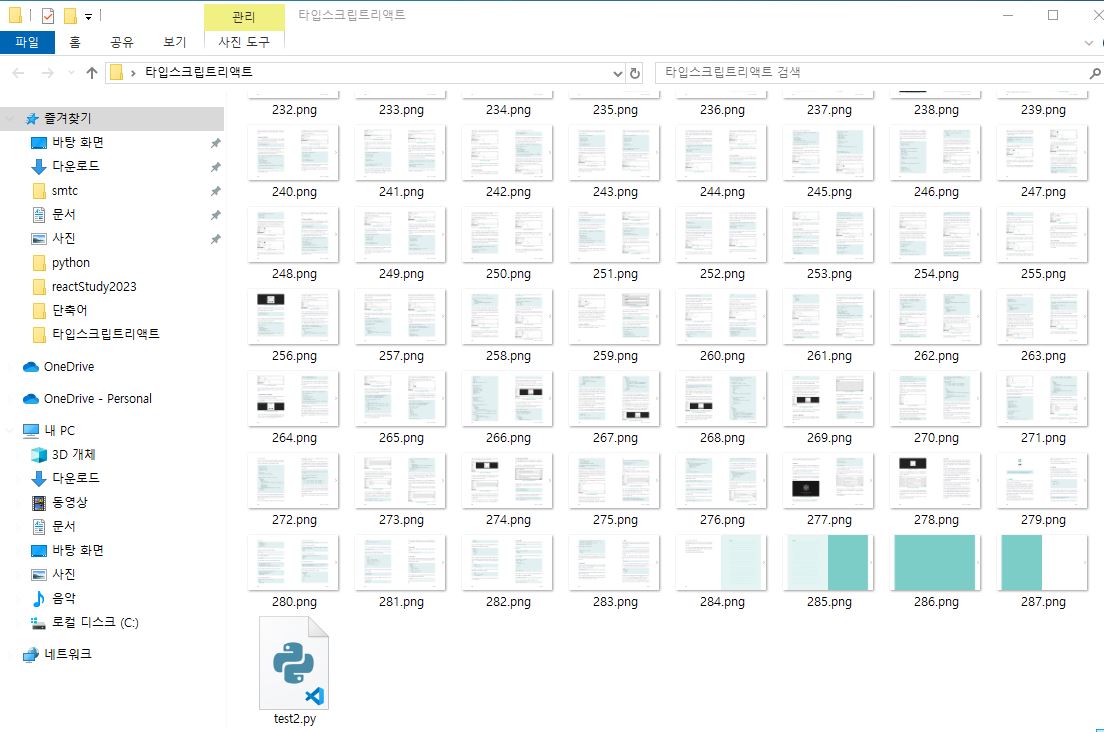 관리
타입스크립트리액트
파일
홈
공유
보기
사진 도구
타입스크립트리액트
타입스크립트리액트 검색
즐겨찾기
바탕 화면
다운로드
smtc
문서
사진
python
reactStudy2023
단축어
타입스크립트리액트
OneDrive
OneDrive - Personal
내 PC
3D 개체
다운로드
동영상
문서
바탕 화면
사진
음악
로컬 디스크 (C:)
네트워크
232.png 233.png 234.png 235.png 236.png 237.png 238.png 239.png
240.png 241.png 242.png 243.png 244.png 245.png 246.png 247.png
248.png 249.png 250.png 251.png 252.png 253.png 254.png 255.png
256.png 257.png 258.png 259.png 260.png 261.png 262.png 263.png
264.png 265.png 266.png 267.png 268.png 269.png 270.png 271.png
272.png 273.png 274.png 275.png 276.png 277.png 278.png 279.png
280.png 281.png 282.png 283.png 284.png 285.png 286.png 287.png
test2.py